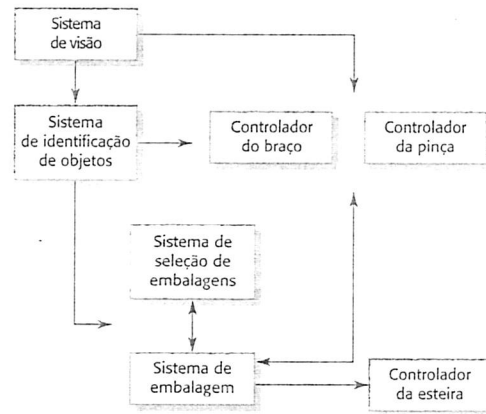 Sistema
de visão
Sistema
de identificação
de objetos
Controlador
do braço
Controlador
da pinça
Sistema de
seleção de
embalagens
Sistema de
embalagem
Controlador
da esteira